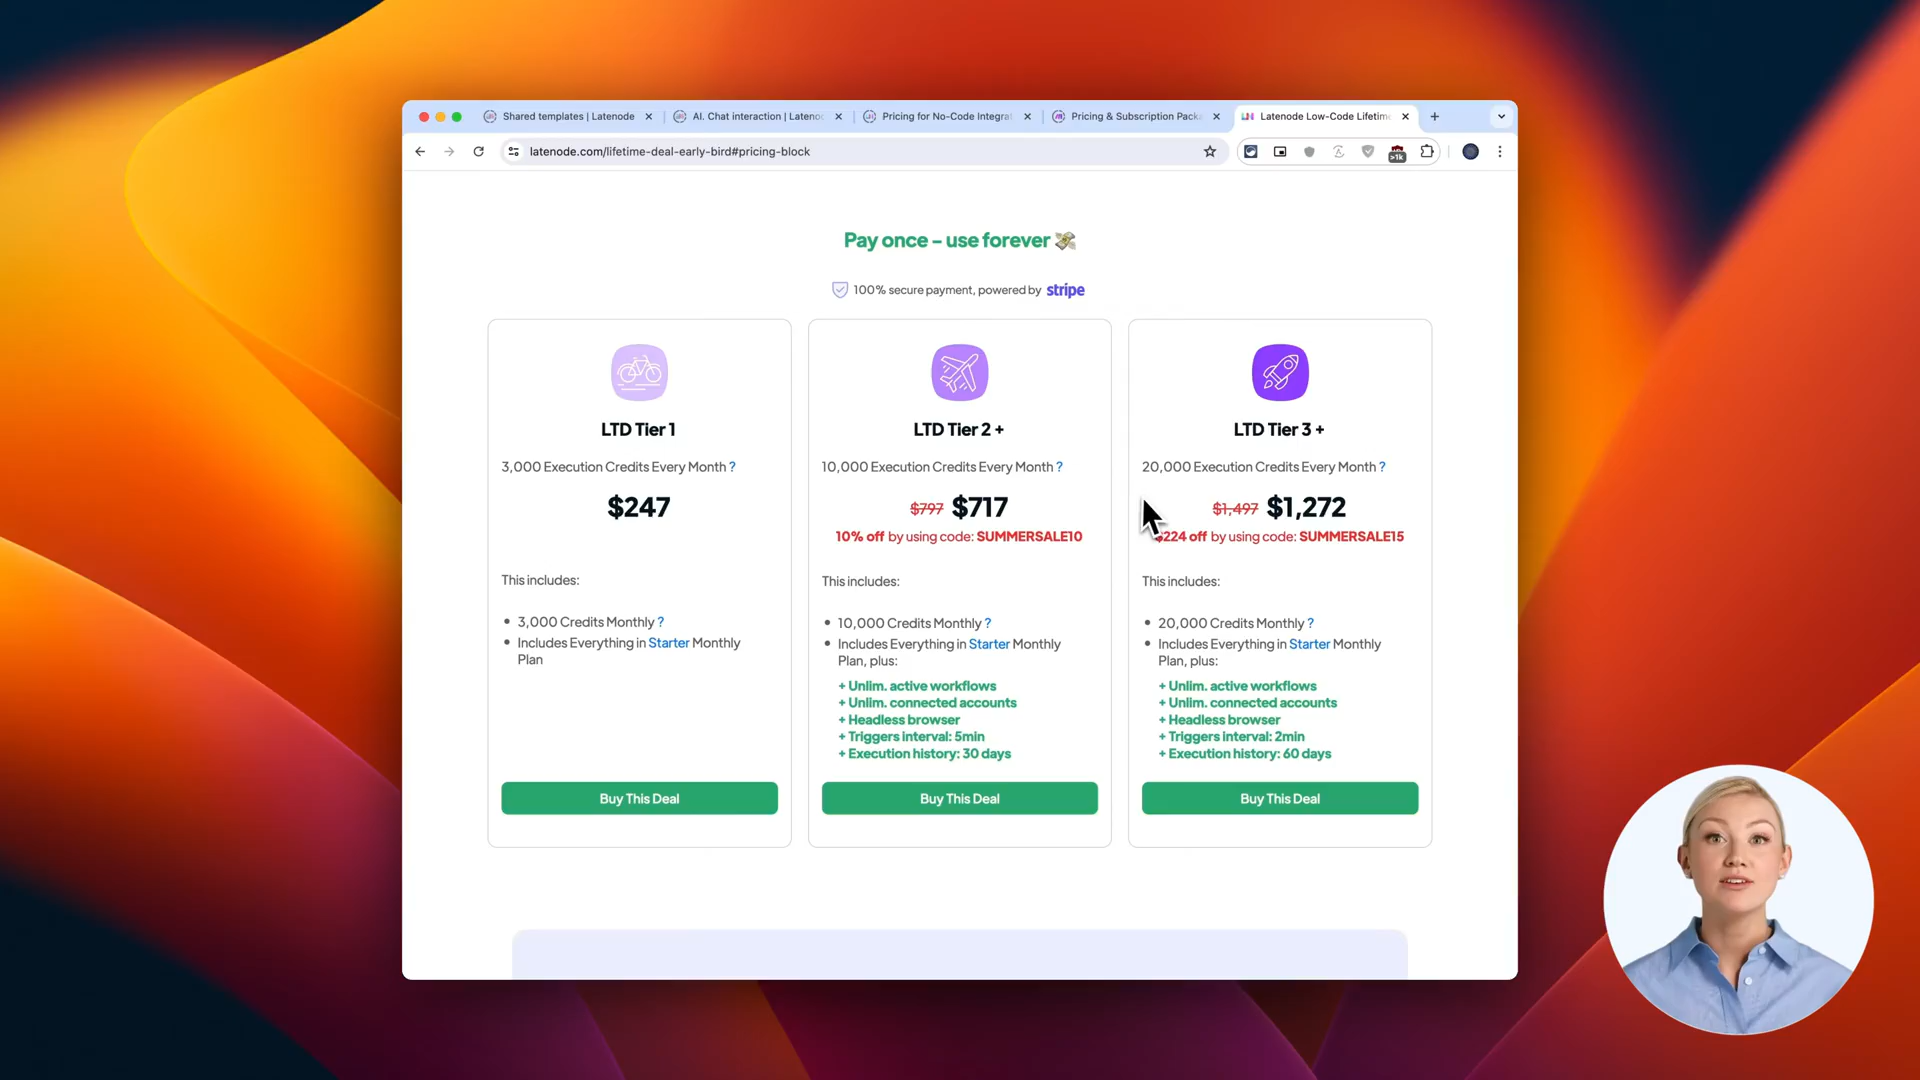 Shared templates | Latenode
AI. Chat interaction | Latenod
Pricing for No-Code Integrat
Pricing & Subscription Packa
Latenode Low-Code Lifetim
latenode.com/lifetime-deal-early-bird#pricing-block
>1k
Pay once – use forever 💸
100% secure payment, powered by stripe
LTD Tier 1
3,000 Execution Credits Every Month ?
$247
This includes:
• 3,000 Credits Monthly ?
• Includes Everything in Starter Monthly
Plan
Buy This Deal
LTD Tier 2 +
10,000 Execution Credits Every Month ?
$797 $717
10% off by using code: SUMMERSALE10
This includes:
• 10,000 Credits Monthly ?
• Includes Everything in Starter Monthly
Plan, plus:
+ Unlim. active workflows
+ Unlim. connected accounts
+ Headless browser
+ Triggers interval: 5min
+ Execution history: 30 days
Buy This Deal
LTD Tier 3 +
20,000 Execution Credits Every Month ?
$1,497 $1,272
$224 off by using code: SUMMERSALE15
This includes:
• 20,000 Credits Monthly ?
• Includes Everything in Starter Monthly
Plan, plus:
+ Unlim. active workflows
+ Unlim. connected accounts
+ Headless browser
+ Triggers interval: 2min
+ Execution history: 60 days
Buy This Deal